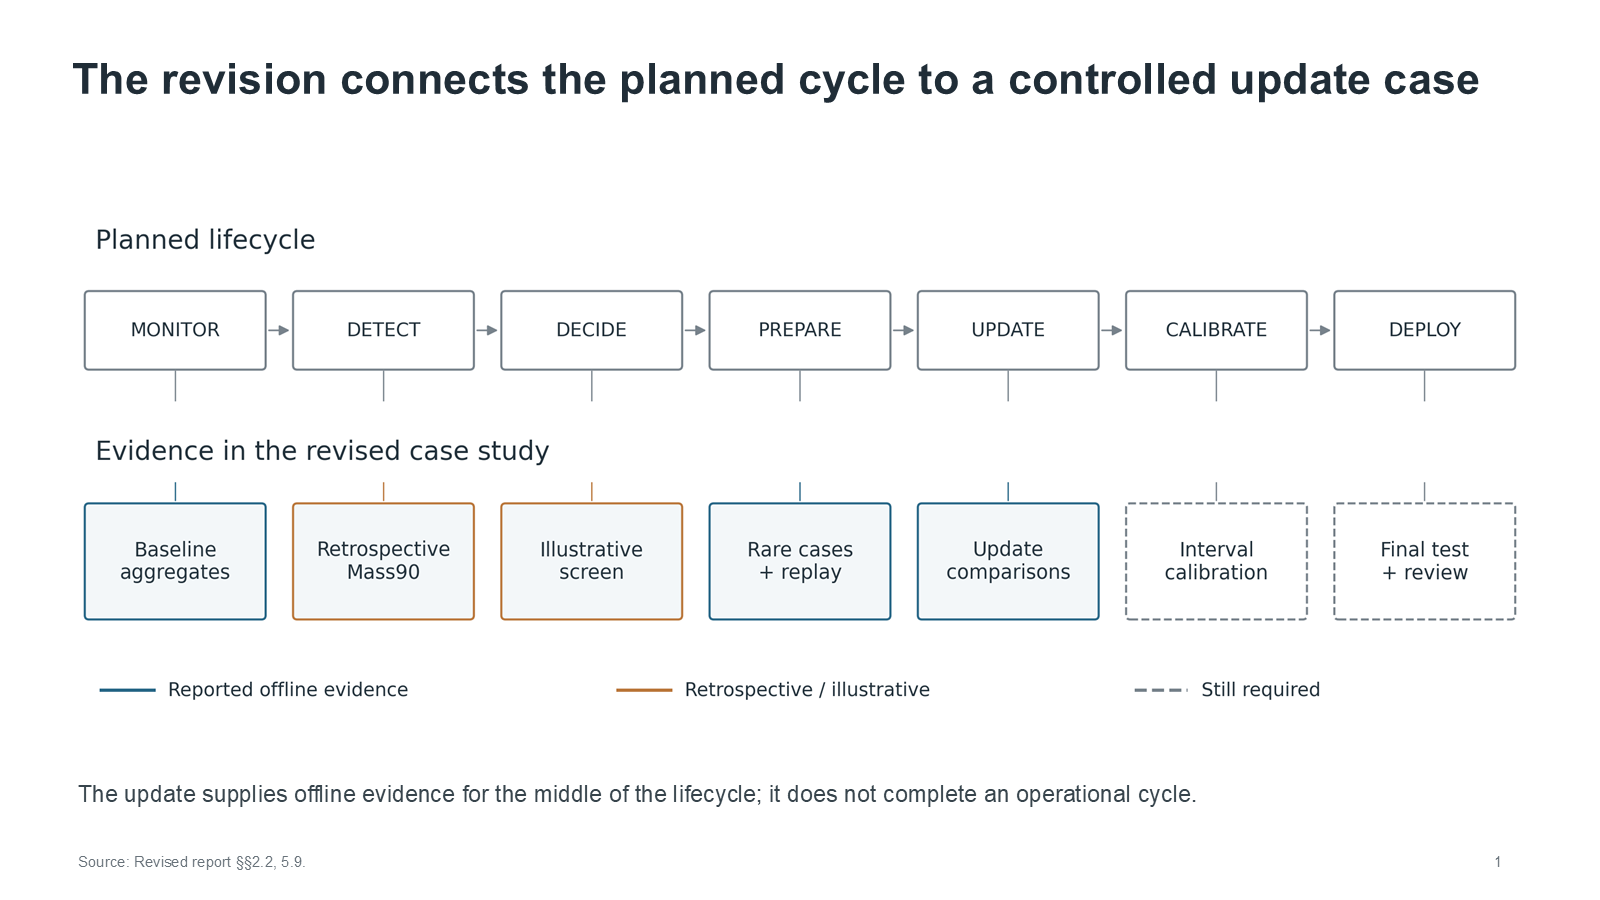 The revision connects the planned cycle to a controlled update case
Planned lifecycle
MONITOR
DETECT
DECIDE
PREPARE
UPDATE
CALIBRATE
DEPLOY
Evidence in the revised case study
Baseline
aggregates
Retrospective
Mass90
Illustrative
screen
Rare cases
+ replay
Update
comparisons
Interval
calibration
Final test
+ review
Reported offline evidence
Retrospective / illustrative
Still required
The update supplies offline evidence for the middle of the lifecycle; it does not complete an operational cycle.
Source: Revised report §§2.2, 5.9.
1